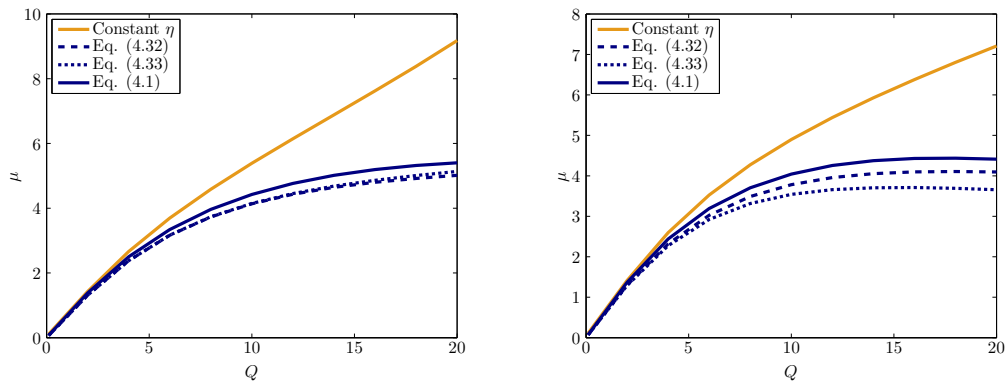 10
8
6
4
2
0
μ
Constant η
Eq. (4.32)
Eq. (4.33)
Eq. (4.1)
0 5 10 15 20
Q
8
7
6
5
4
3
2
1
0
μ
Constant η
Eq. (4.32)
Eq. (4.33)
Eq. (4.1)
0 5 10 15 20
Q